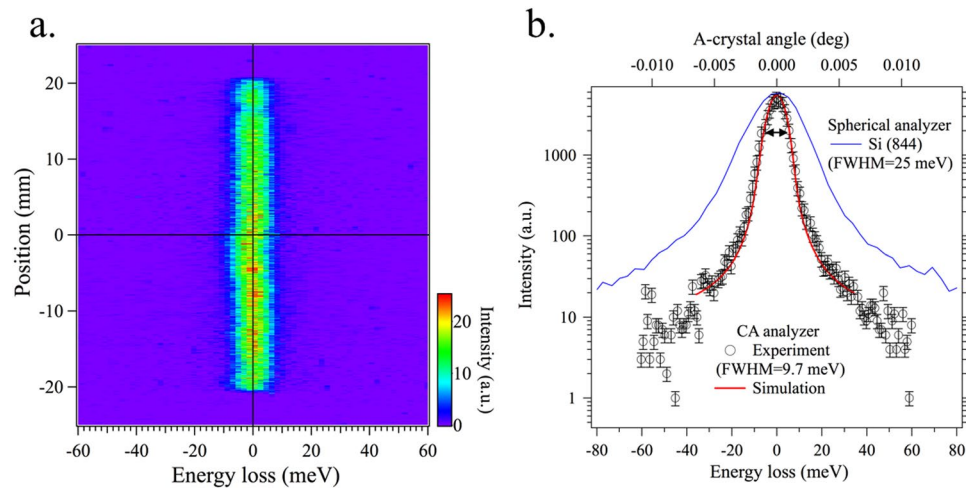 a.
20
10
0
-10
-20
Position (mm)
-60
-40
-20
0
20
40
60
Energy loss (meV)
20
10
0
Intensity (a.u.)
b.
A-crystal angle (deg)
-0.010
-0.005
0.000
0.005
0.010
1000
100
10
1
Intensity (a.u.)
Spherical analyzer
Si (844)
(FWHM=25 meV)
CA analyzer
Experiment
(FWHM=9.7 meV)
Simulation
-80
-60
-40
-20
0
20
40
60
80
Energy loss (meV)